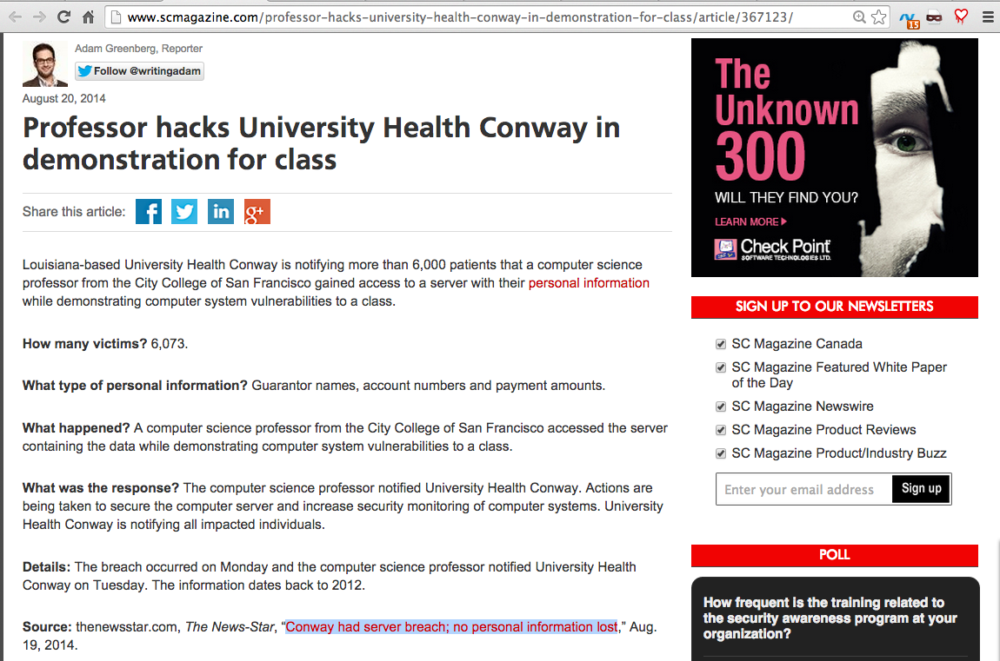 www.scmagazine.com/professor-hacks-university-health-conway-in-demonstration-for-class/article/367123/
15
Adam Greenberg, Reporter
Follow @writingadam
August 20, 2014
Professor hacks University Health Conway in
demonstration for class
Share this article:
f
in
g+
Louisiana-based University Health Conway is notifying more than 6,000 patients that a computer science
professor from the City College of San Francisco gained access to a server with their personal information
while demonstrating computer system vulnerabilities to a class.
How many victims? 6,073.
What type of personal information? Guarantor names, account numbers and payment amounts.
What happened? A computer science professor from the City College of San Francisco accessed the server
containing the data while demonstrating computer system vulnerabilities to a class.
What was the response? The computer science professor notified University Health Conway. Actions are
being taken to secure the computer server and increase security monitoring of computer systems. University
Health Conway is notifying all impacted individuals.
Details: The breach occurred on Monday and the computer science professor notified University Health
Conway on Tuesday. The information dates back to 2012.
Source: thenewsstar.com, The News-Star, “Conway had server breach; no personal information lost,” Aug.
19, 2014.
The
Unknown
300
WILL THEY FIND YOU?
LEARN MORE
Check Point
SOFTWARE TECHNOLOGIES LTD.
SIGN UP TO OUR NEWSLETTERS
SC Magazine Canada
SC Magazine Featured White Paper
of the Day
SC Magazine Newswire
SC Magazine Product Reviews
SC Magazine Product/Industry Buzz
Enter your email address
Sign up
POLL
How frequent is the training related to
the security awareness program at your
organization?